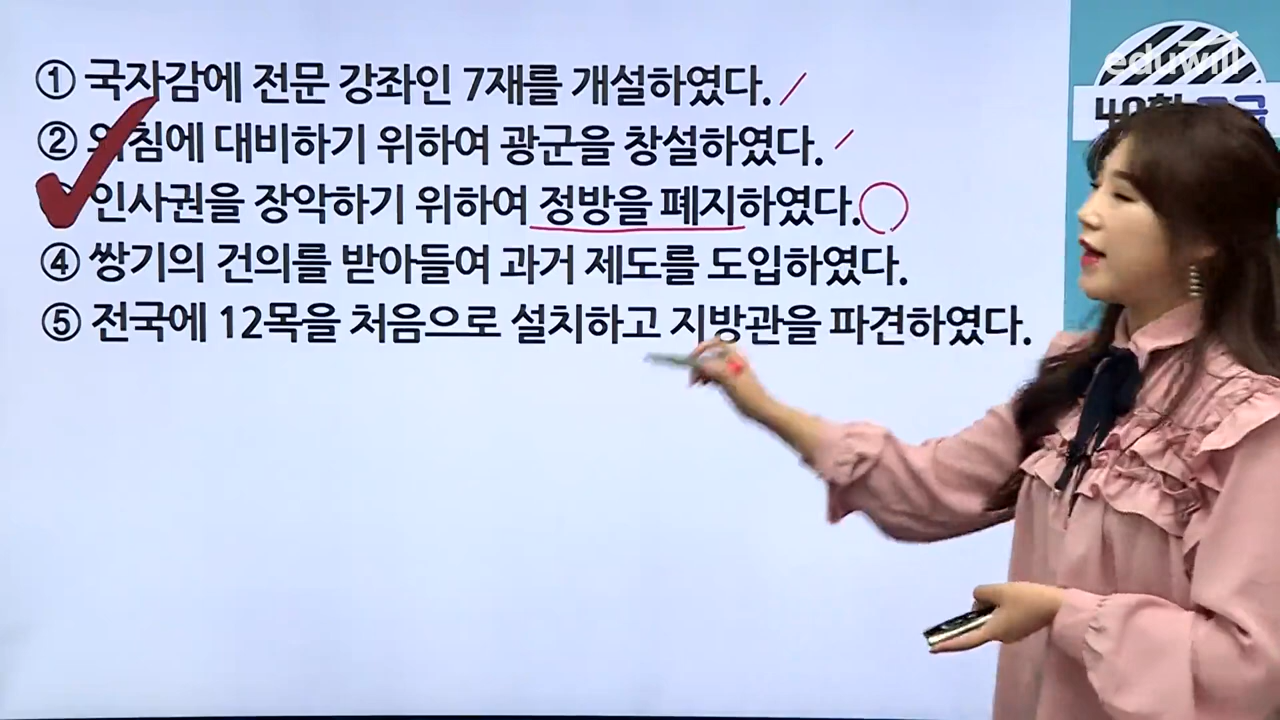 ① 국자감에 전문 강좌인 7재를 개설하였다.
② 외침에 대비하기 위하여 광군을 창설하였다.
인사권을 장악하기 위하여 정방을 폐지하였다.
④ 쌍기의 건의를 받아들여 과거 제도를 도입하였다.
⑤ 전국에 12목을 처음으로 설치하고 지방관을 파견하였다.
eduwill